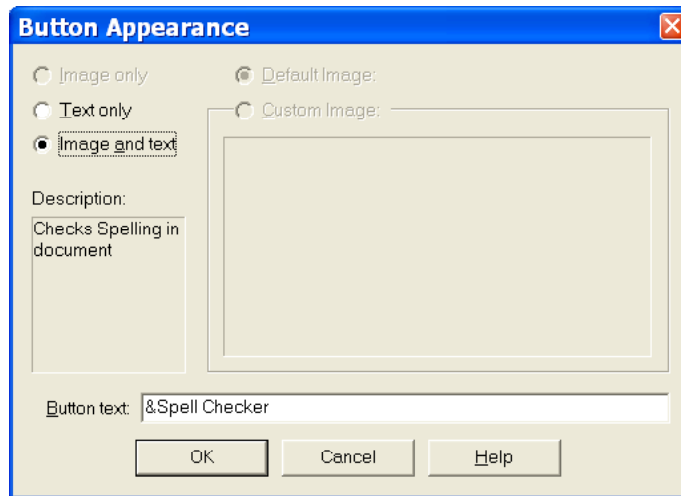 Button Appearance
Image only
Default Image:
Text only
Custom Image:
Image and text
Description:
Checks Spelling in
document
Button text: &Spell Checker
OK Cancel Help